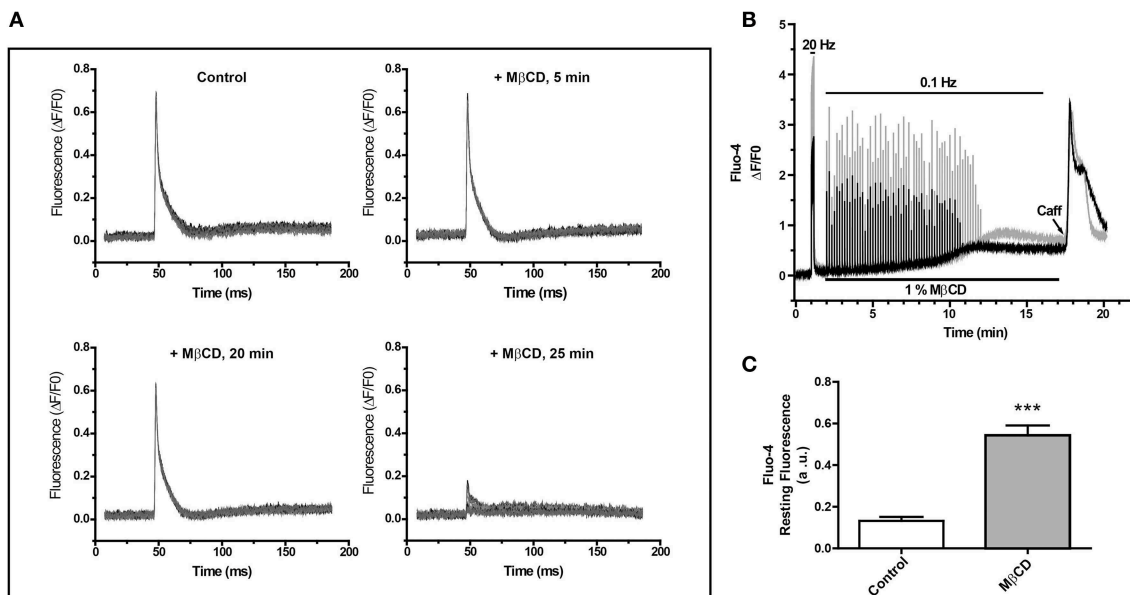 A
Control
Fluorescence (ΔF/F0)
0.8
0.6
0.4
0.2
0.0
0 50 100 150 200
Time (ms)
+ MβCD, 5 min
Fluorescence (ΔF/F0)
0.8
0.6
0.4
0.2
0.0
0 50 100 150 200
Time (ms)
+ MβCD, 20 min
Fluorescence (ΔF/F0)
0.8
0.6
0.4
0.2
0.0
0 50 100 150 200
Time (ms)
+ MβCD, 25 min
Fluorescence (ΔF/F0)
0.8
0.6
0.4
0.2
0.0
0 50 100 150 200
Time (ms)
B
Fluo-4
ΔF/F0
5
4
3
2
1
0
20 Hz
0.1 Hz
Caff
1 % MβCD
0 5 10 15 20
Time (min)
C
Fluo-4
Resting Fluorescence
(a .u.)
0.8
0.6
0.4
0.2
0.0
***
Control
MβCD